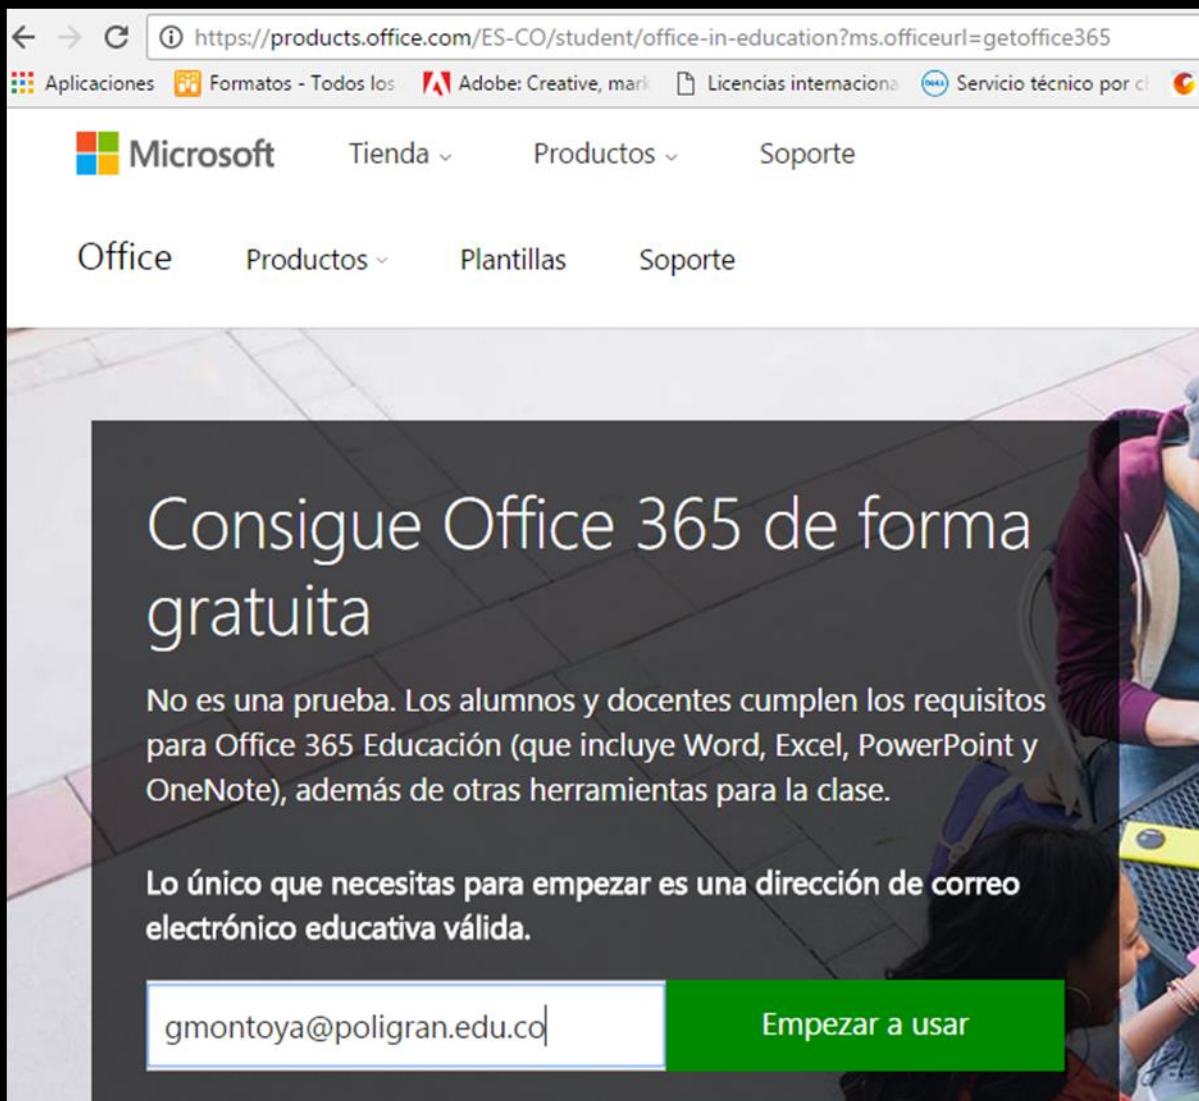 https://products.office.com/ES-CO/student/office-in-education?ms.officeurl=getoffice365
Aplicaciones Formatos - Todos los Adobe: Creative, mark Licencias internaciona Servicio técnico por cl
Microsoft Tienda Productos Soporte
Office Productos Plantillas Soporte
Consigue Office 365 de forma
gratuita
No es una prueba. Los alumnos y docentes cumplen los requisitos
para Office 365 Educación (que incluye Word, Excel, PowerPoint y
OneNote), además de otras herramientas para la clase.
Lo único que necesitas para empezar es una dirección de correo
electrónico educativa válida.
gmontoya@poligran.edu.co Empezar a usar